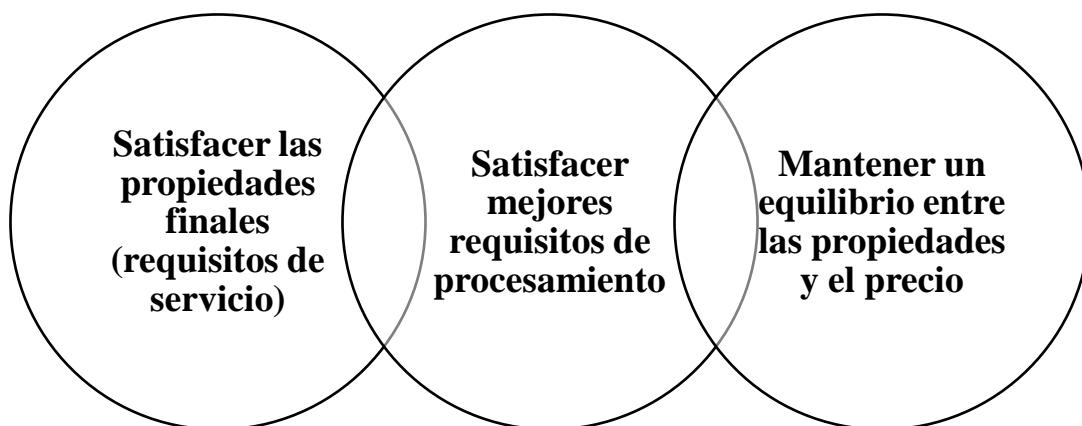 Satisfacer las
propiedades
finales
(requisitos de
servicio)
Satisfacer
mejores
requisitos de
procesamiento
Mantener un
equilibrio entre
las propiedades
y el precio